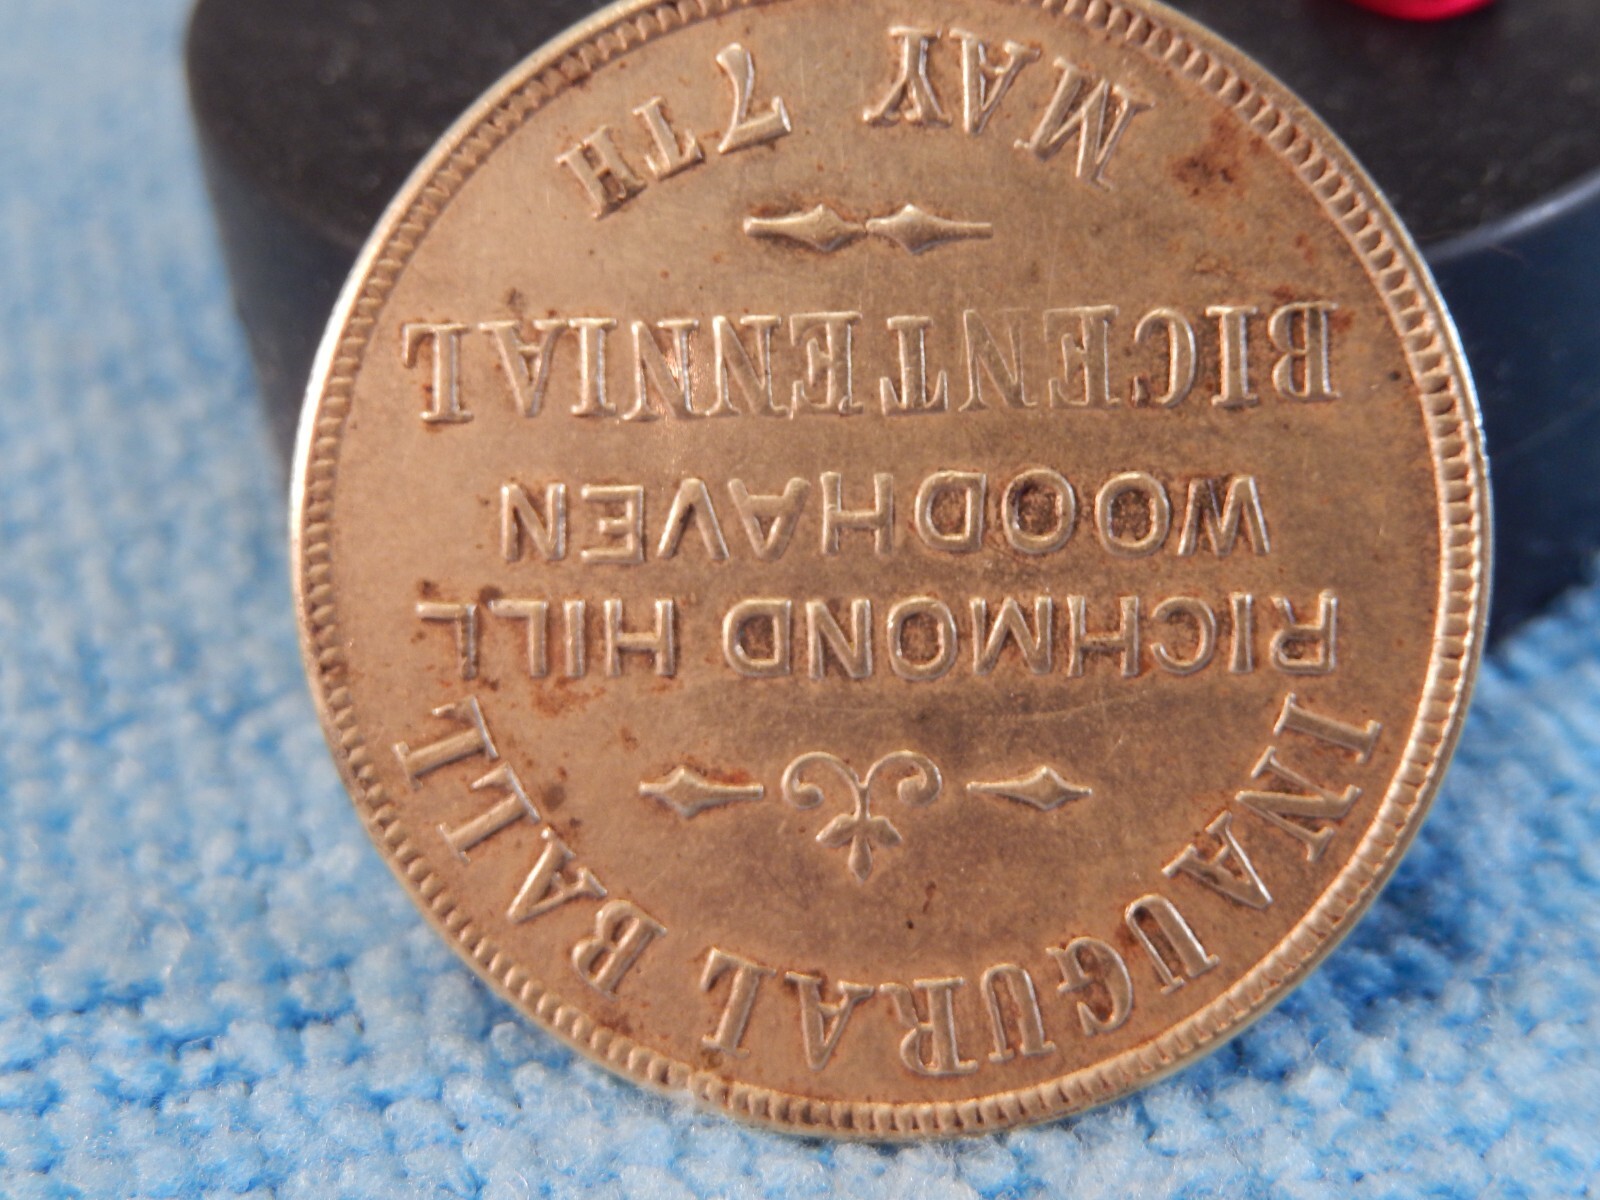 INAUGURAL BALL
RICHMOND HILL
WOODHAVEN
BICENTENNIAL
MAY 7TH